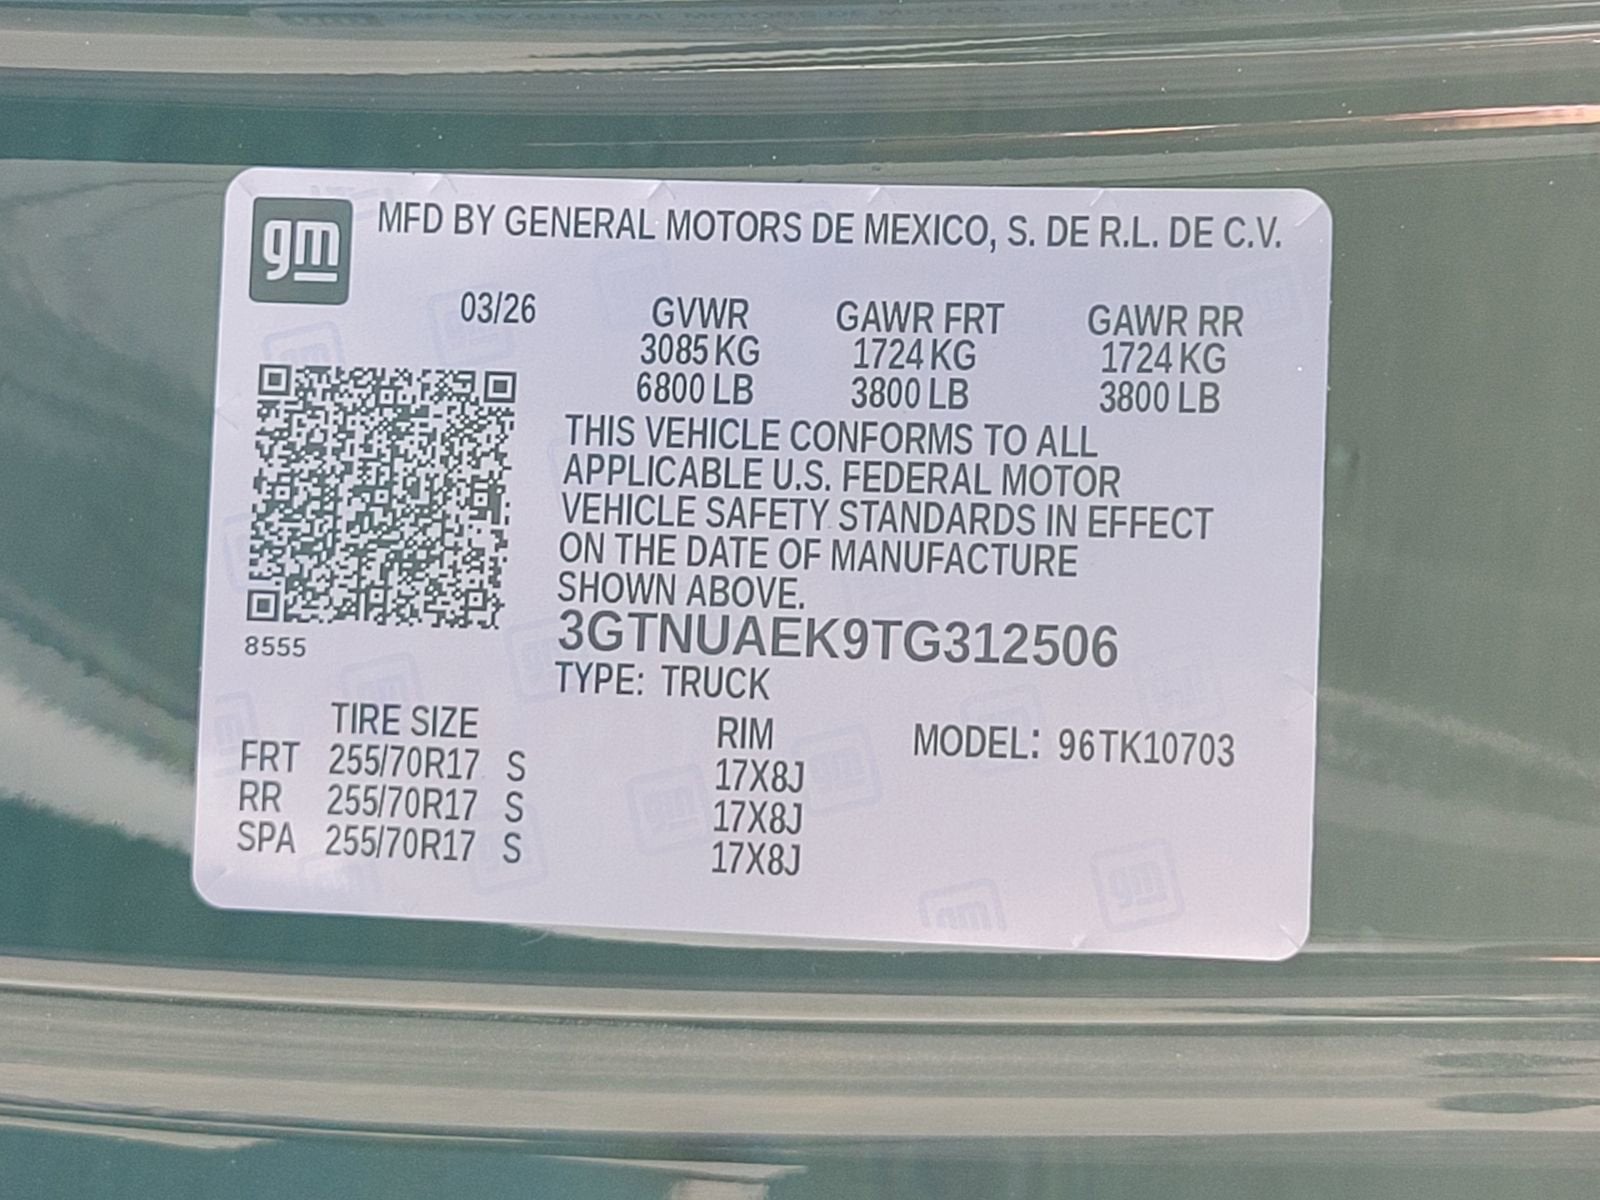 gm
MFD BY GENERAL MOTORS DE MEXICO, S. DE R.L. DE C.V.
03/26
GVWR GAWR FRT GAWR RR
3085 KG 1724 KG 1724 KG
6800 LB 3800 LB 3800 LB
THIS VEHICLE CONFORMS TO ALL
APPLICABLE U.S. FEDERAL MOTOR
VEHICLE SAFETY STANDARDS IN EFFECT
ON THE DATE OF MANUFACTURE
SHOWN ABOVE.
8555
3GTNUAEK9TG312506
TYPE: TRUCK
TIRE SIZE RIM MODEL: 96TK10703
FRT 255/70R17 S 17X8J
RR 255/70R17 S 17X8J
SPA 255/70R17 S 17X8J